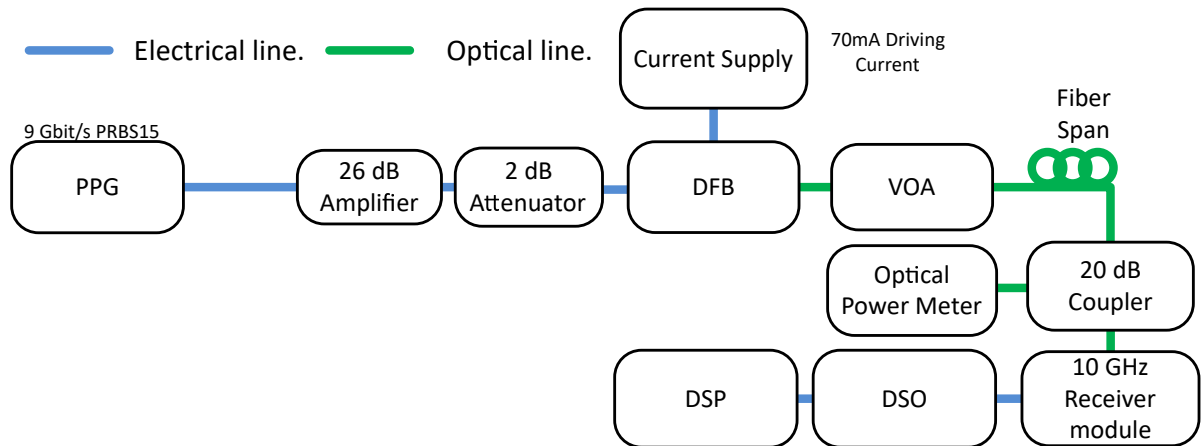 Electrical line.
Optical line.
Current Supply
70mA Driving
Current
9 Gbit/s PRBS15
PPG
26 dB
Amplifier
2 dB
Attenuator
DFB
VOA
Fiber
Span
Optical
Power Meter
20 dB
Coupler
DSP
DSO
10 GHz
Receiver
module